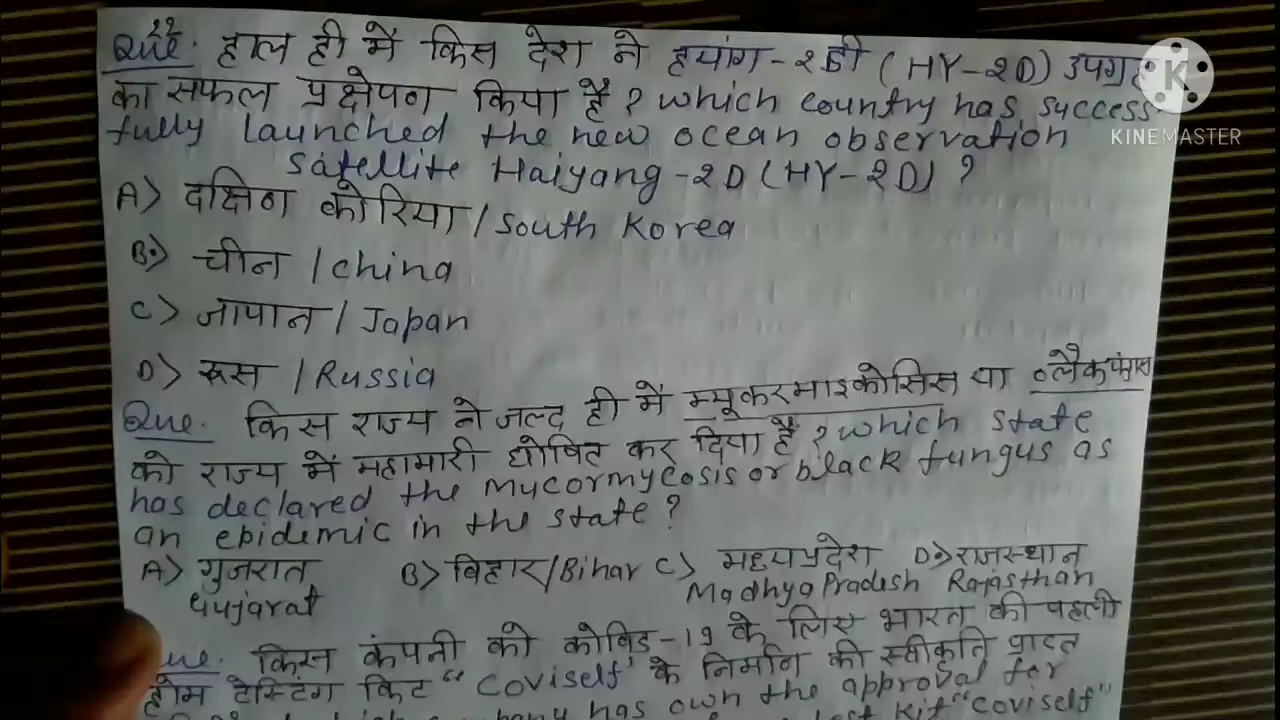 22
Que. हाल ही में किस देश ने हयांग-2डी (HY-2D) उपग्रह
का सफल प्रक्षेपण किया है ? which country has success-
fully launched the new ocean observation
satellite Haiyang-2D (HY-2D) ?
A> दक्षिण कोरिया / South Korea
B.> चीन / China
C> जापान / Japan
D> रूस / Russia
Que. किस राज्य ने जल्द ही में म्यूकरमाइकोसिस या ब्लैक फंगस
को राज्य में महामारी घोषित कर दिया है ? which state
has declared the mucormycosis or black fungus as
an epidemic in the state ?
A> गुजरात B> बिहार/Bihar C> मध्यप्रदेश D.> राजस्थान
Gujarat Madhya Pradesh Rajasthan
ue. किस कंपनी को कोविड-19 के लिए भारत की पहली
होम टेस्टिंग किट "Coviself" के निर्माण की स्वीकृति प्राप्त
has own the approval for
Kit "coviself"
K
KINEMASTER